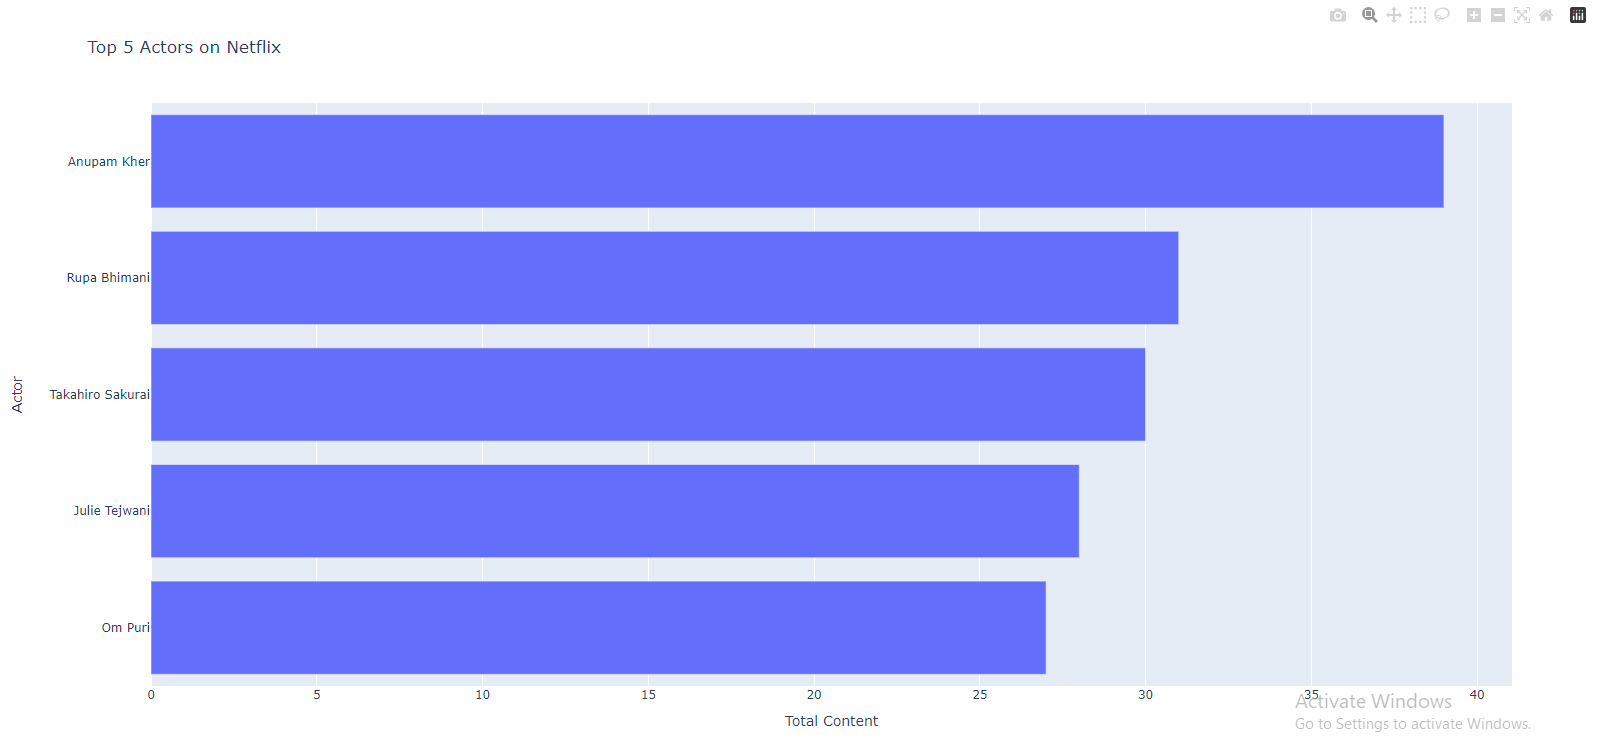 Top 5 Actors on Netflix
Actor
Anupam Kher
Rupa Bhimani
Takahiro Sakurai
Julie Tejwani
Om Puri
0 5 10 15 20 25 30 35 40
Total Content
Activate Windows
Go to Settings to activate Windows.